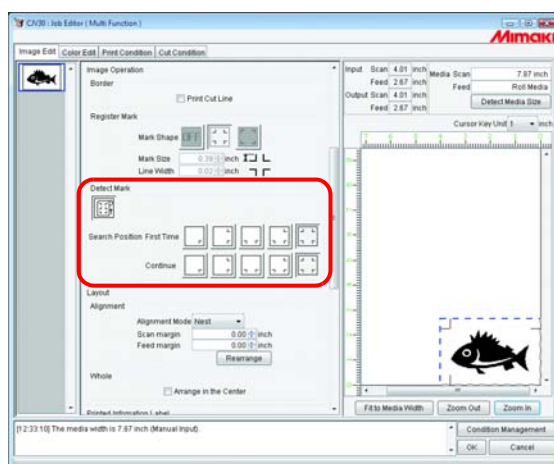 CJV30 : Job Editor ( Multi Function )
Mimaki
Image Edit Color Edit Print Condition Cut Condition
Image Operation
Border
Print Cut Line
Register Mark
Mark Shape
Mark Size 0.39 inch
Line Width 0.02 inch
Detect Mark
Search Position First Time
Continue
Layout
Alignment
Alignment Mode Nest
Scan margin 0.00 inch
Feed margin 0.00 inch
Rearrange
Whole
Arrange in the Center
Printed Information Label
Input Scan 4.01 inch
Feed 2.67 inch
Output Scan 4.01 inch
Feed 2.67 inch
Media Scan 7.87 inch
Feed Roll Media
Detect Media Size
Cursor Key Unit 1 inch
Fit to Media Width Zoom Out Zoom In
[12:33:10] The media width is 7.87 inch (Manual Input).
Condition Management
OK Cancel